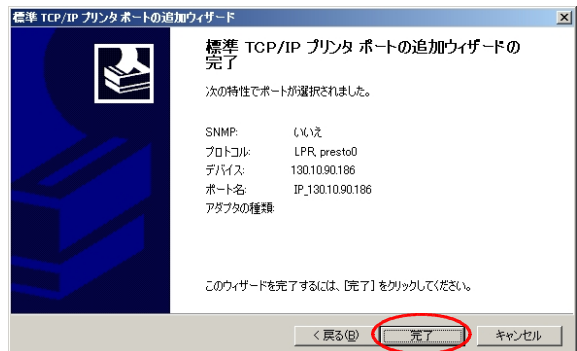 標準 TCP/IP プリンタ ポートの追加ウィザード
標準 TCP/IP プリンタ ポートの追加ウィザードの
完了
次の特性でポートが選択されました。
SNMP: いいえ
プロトコル: LPR, presto0
デバイス: 130.10.90.186
ポート名: IP_130.10.90.186
アダプタの種類:
このウィザードを完了するには、[完了] をクリックしてください。
< 戻る(B)
完了
キャンセル